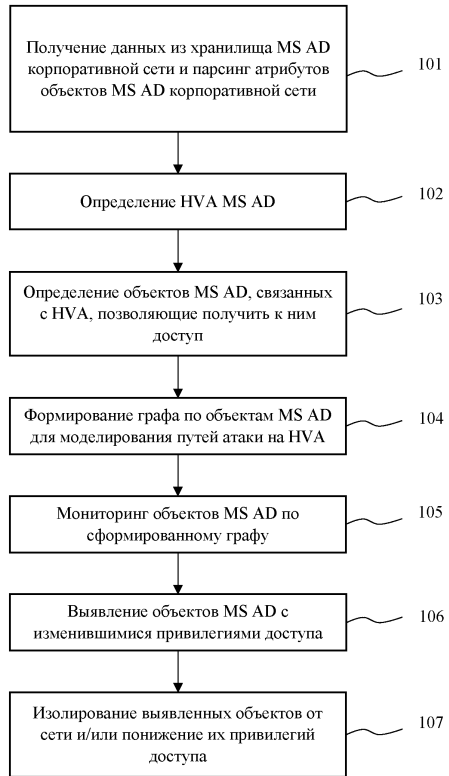 Получение данных из хранилища MS AD
корпоративной сети и парсинг атрибутов
объектов MS AD корпоративной сети
101
Определение HVA MS AD
102
Определение объектов MS AD, связанных
с HVA, позволяющие получить к ним
доступ
103
Формирование графа по объектам MS AD
для моделирования путей атаки на HVA
104
Мониторинг объектов MS AD по
сформированному графу
105
Выявление объектов MS AD с
изменившимися привилегиями доступа
106
Изолирование выявленных объектов от
сети и/или понижение их привилегий
доступа
107